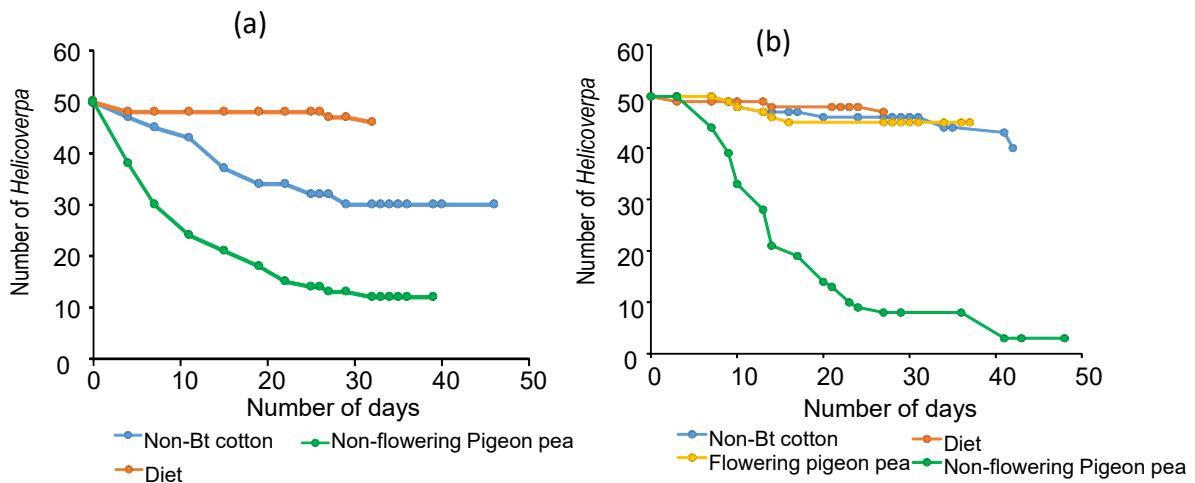 (a)
60
50
40
30
20
10
0
Number of Helicoverpa
0 10 20 30 40 50
Number of days
Non-Bt cotton Non-flowering Pigeon pea
Diet
(b)
60
50
40
30
20
10
0
Number of Helicoverpa
0 10 20 30 40 50
Number of days
Non-Bt cotton Diet
Flowering pigeon pea Non-flowering Pigeon pea